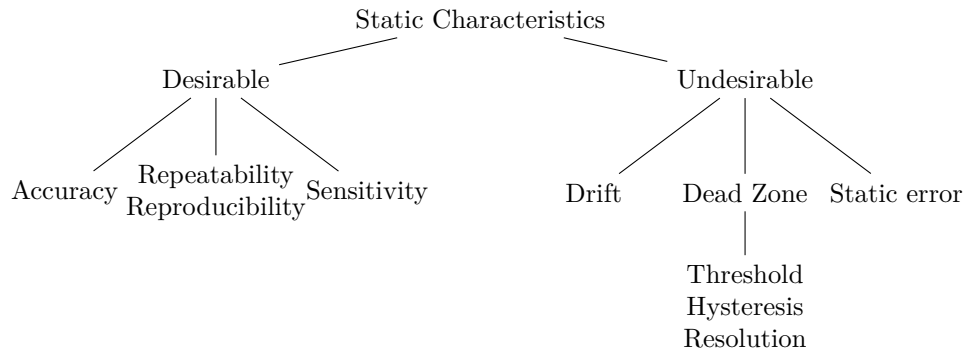 Static Characteristics
Desirable
Undesirable
Accuracy
Repeatability
Reproducibility
Sensitivity
Drift
Dead Zone
Static error
Threshold
Hysteresis
Resolution